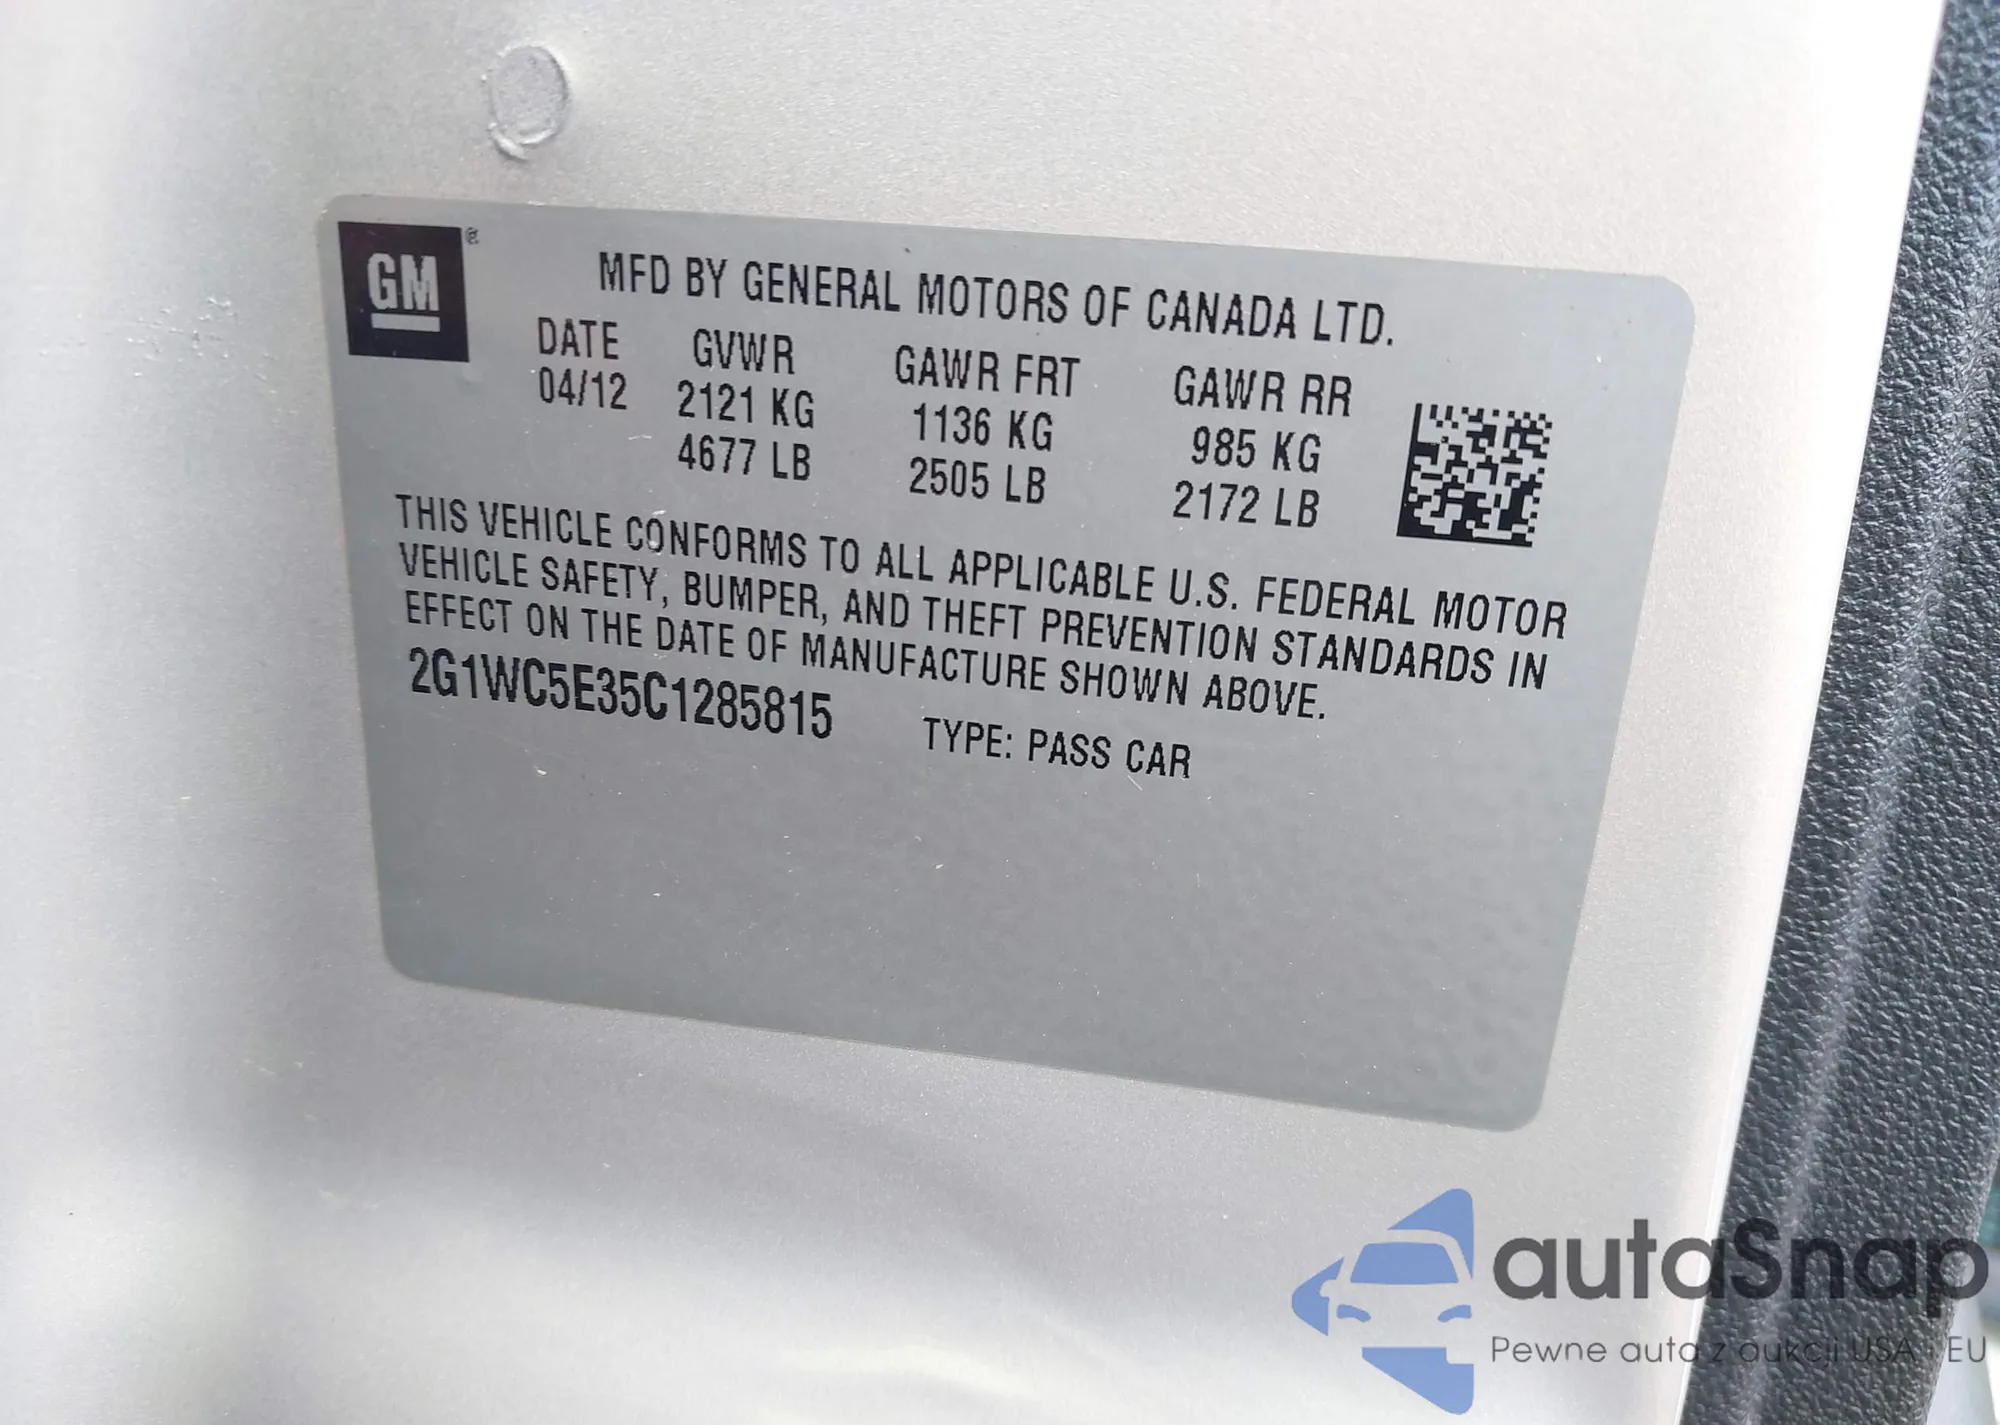 GM ®
MFD BY GENERAL MOTORS OF CANADA LTD.
DATE GVWR GAWR FRT GAWR RR
04/12 2121 KG 1136 KG 985 KG
4677 LB 2505 LB 2172 LB
THIS VEHICLE CONFORMS TO ALL APPLICABLE U.S. FEDERAL MOTOR
VEHICLE SAFETY, BUMPER, AND THEFT PREVENTION STANDARDS IN
EFFECT ON THE DATE OF MANUFACTURE SHOWN ABOVE.
2G1WC5E35C1285815 TYPE: PASS CAR
autaSnap
Pewne auta z aukcji USA i EU